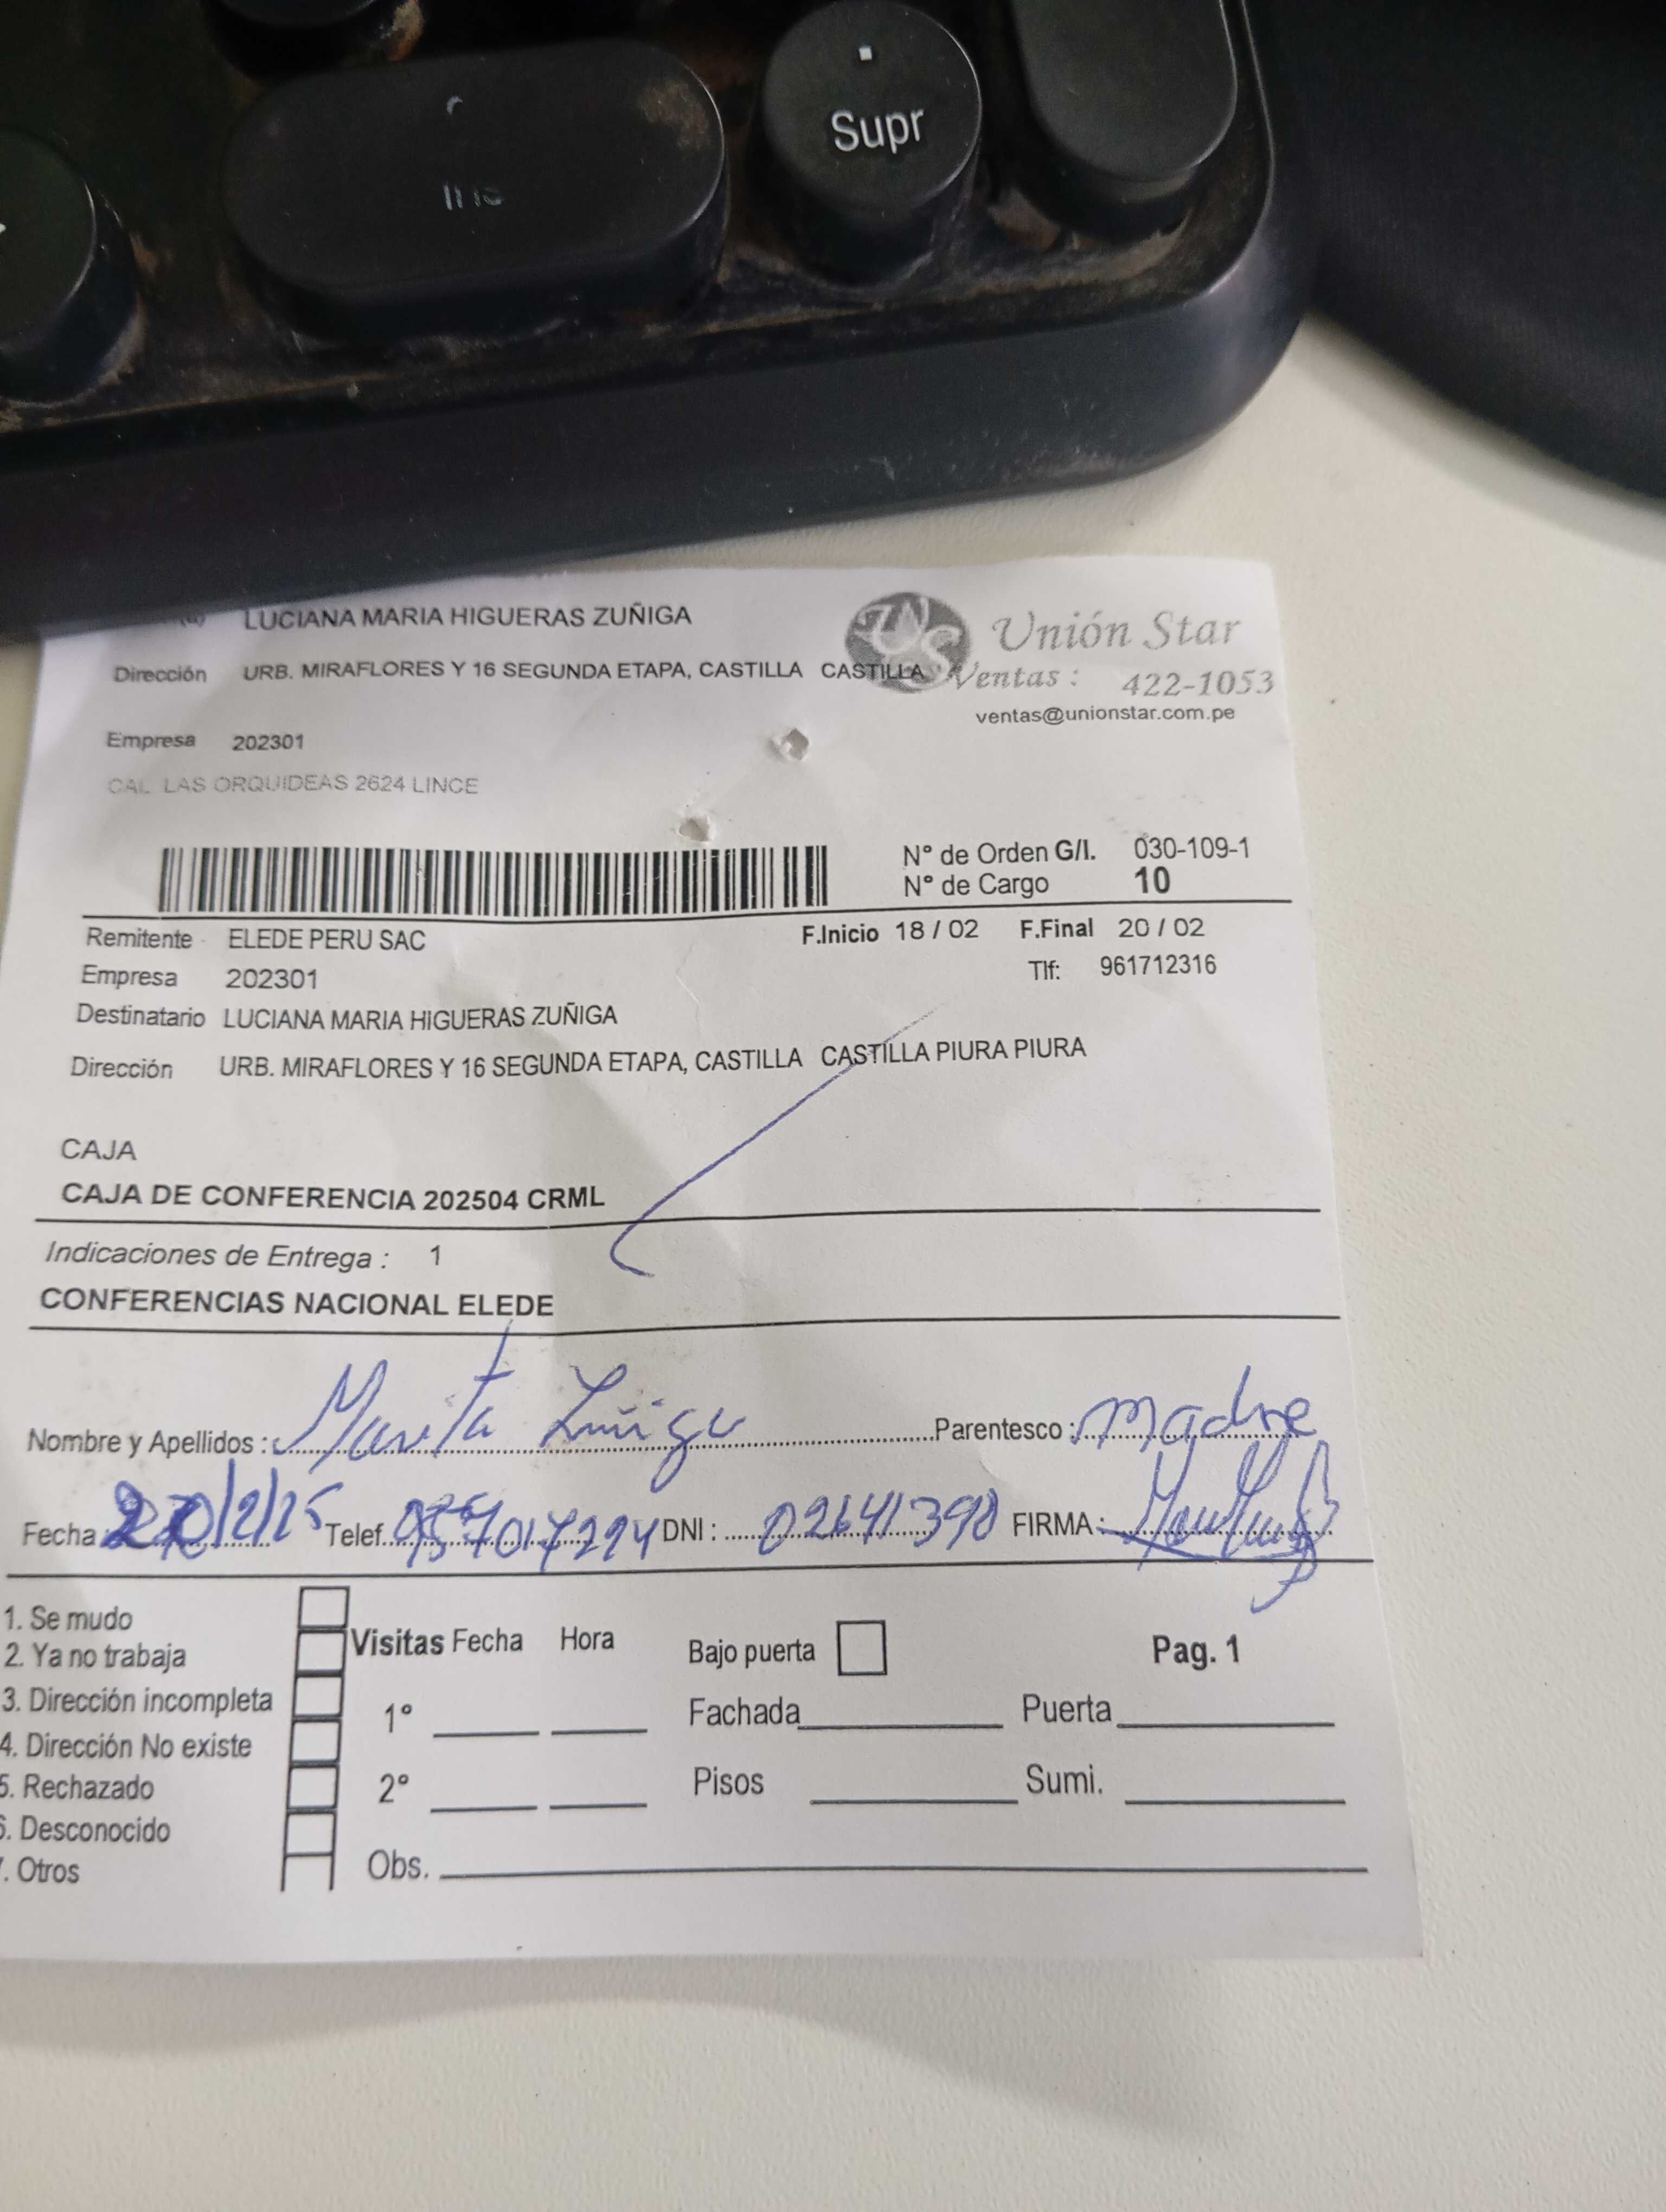 Supr
LUCIANA MARIA HIGUERAS ZUÑIGA
Unión Star
Dirección URB. MIRAFLORES Y 16 SEGUNDA ETAPA, CASTILLA CASTILLA
Ventas : 422-1053
ventas@unionstar.com.pe
Empresa 202301
CAL LAS ORQUIDEAS 2624 LINCE
N° de Orden G/I. 030-109-1
N° de Cargo 10
Remitente ELEDE PERU SAC F.Inicio 18 / 02 F.Final 20 / 02
Empresa 202301 Tlf: 961712316
Destinatario LUCIANA MARIA HIGUERAS ZUÑIGA
Dirección URB. MIRAFLORES Y 16 SEGUNDA ETAPA, CASTILLA CASTILLA PIURA PIURA
CAJA
CAJA DE CONFERENCIA 202504 CRML
Indicaciones de Entrega : 1
CONFERENCIAS NACIONAL ELEDE
Nombre y Apellidos : Marita Zuñiga Parentesco : Madre
Fecha: 20/2/25 Telef. DNI : 02641390 FIRMA:
1. Se mudo
2. Ya no trabaja
3. Dirección incompleta
4. Dirección No existe
5. Rechazado
6. Desconocido
7. Otros
Visitas Fecha Hora Bajo puerta Pag. 1
1° Fachada Puerta
2° Pisos Sumi.
Obs.